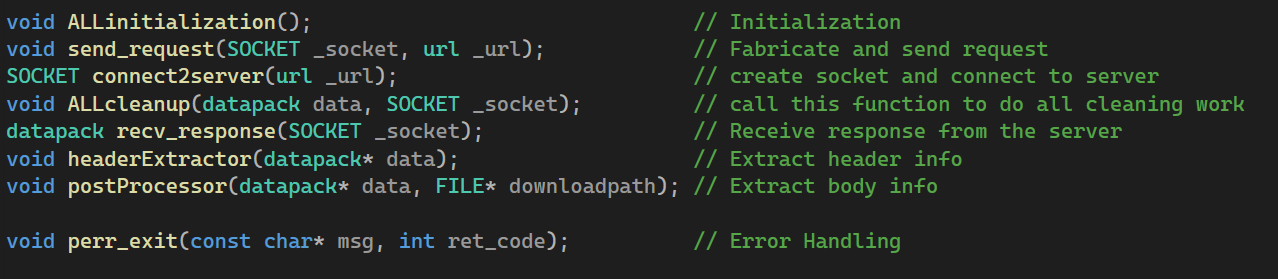 void ALLinitialization(); // Initialization
void send_request(SOCKET _socket, url _url); // Fabricate and send request
SOCKET connect2server(url _url); // create socket and connect to server
void ALLcleanup(datapack data, SOCKET _socket); // call this function to do all cleaning work
datapack recv_response(SOCKET _socket); // Receive response from the server
void headerExtractor(datapack* data); // Extract header info
void postProcessor(datapack* data, FILE* downloadpath); // Extract body info
void perr_exit(const char* msg, int ret_code); // Error Handling